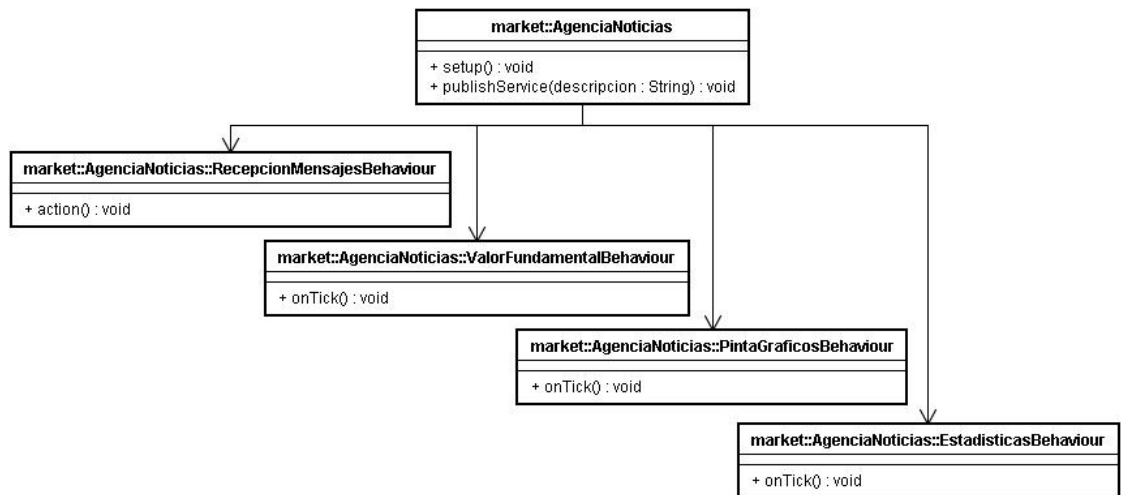 market::AgenciaNoticias
+ setup() : void
+ publishService(descripcion : String) : void
market::AgenciaNoticias::RecepcionMensajesBehaviour
+ action() : void
market::AgenciaNoticias::ValorFundamentalBehaviour
+ onTick() : void
market::AgenciaNoticias::PintaGraficosBehaviour
+ onTick() : void
market::AgenciaNoticias::EstadisticasBehaviour
+ onTick() : void